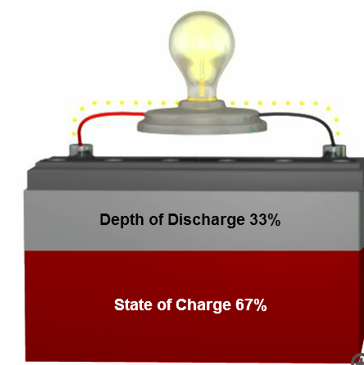 Depth of Discharge 33%
State of Charge 67%